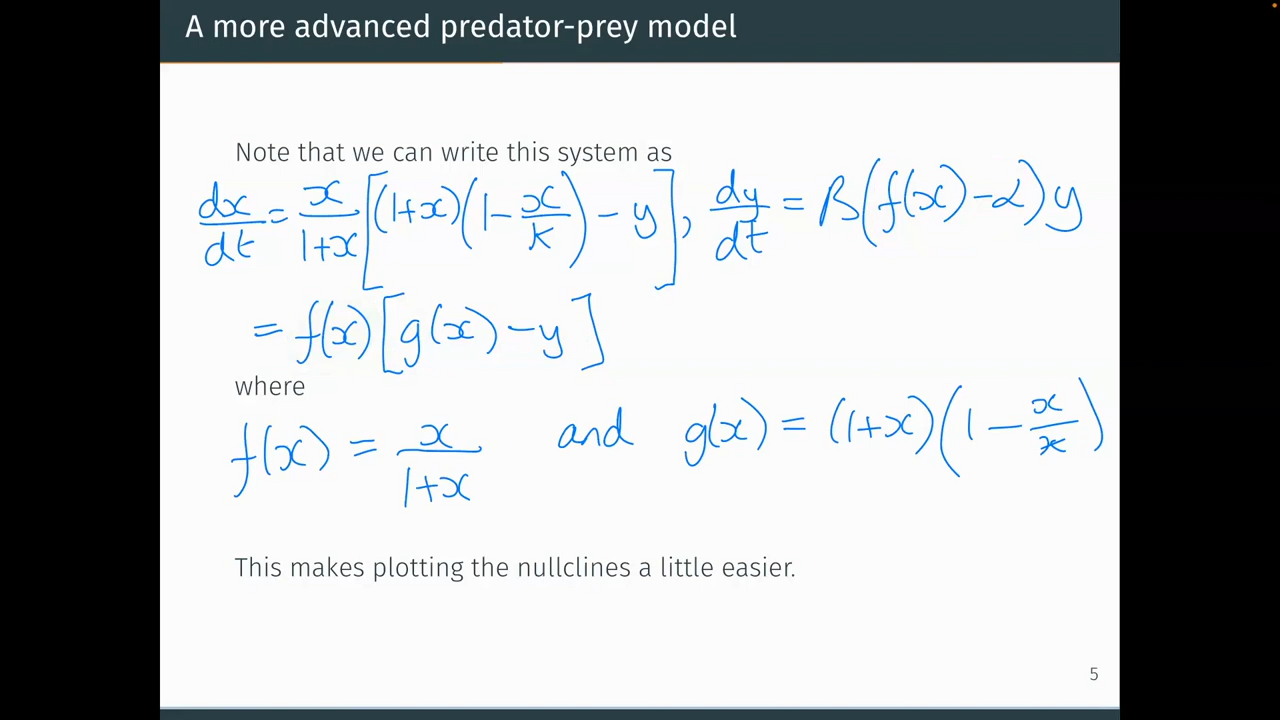 A more advanced predator-prey model
Note that we can write this system as
dx/dt = x/(1+x) [(1+x)(1 - x/k) - y], dy/dt = β(f(x) - α)y
= f(x)[g(x) - y]
where
f(x) = x/(1+x) and g(x) = (1+x)(1 - x/k)
This makes plotting the nullclines a little easier.
5